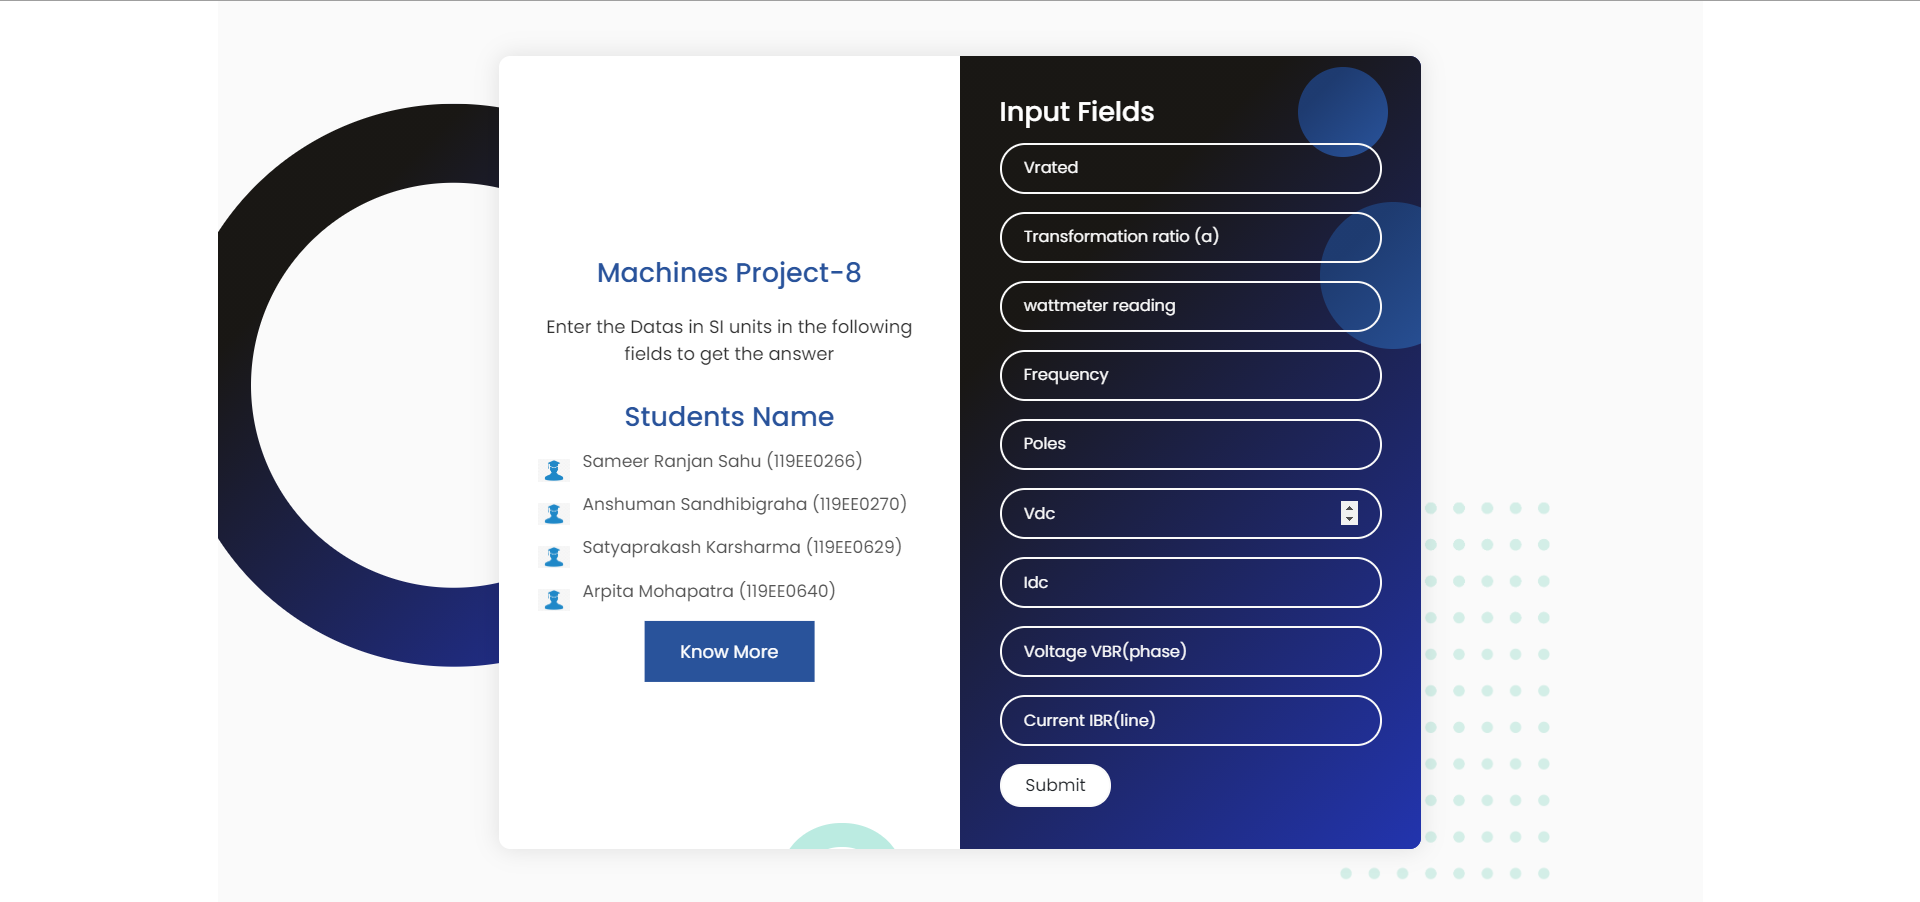 Machines Project-8
Enter the Datas in SI units in the following
fields to get the answer
Students Name
Sameer Ranjan Sahu (119EE0266)
Anshuman Sandhibigraha (119EE0270)
Satyaprakash Karsharma (119EE0629)
Arpita Mohapatra (119EE0640)
Know More
Input Fields
Vrated
Transformation ratio (a)
wattmeter reading
Frequency
Poles
Vdc
Idc
Voltage VBR(phase)
Current IBR(line)
Submit